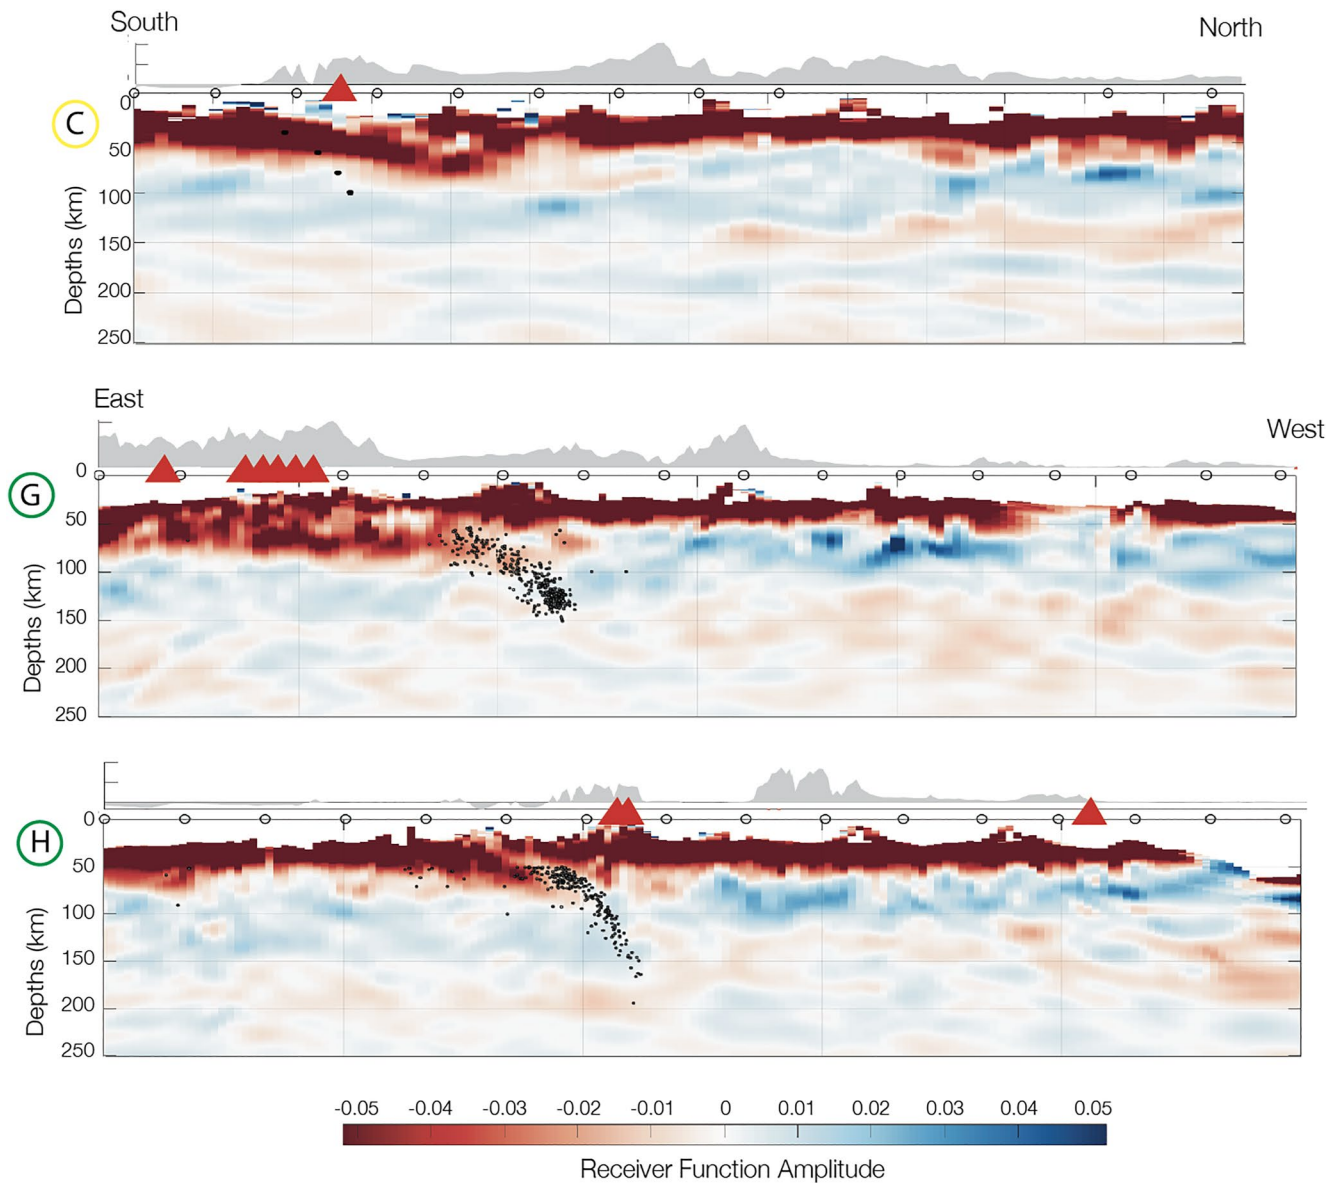 South
North
C
0
50
100
150
200
250
Depths (km)
East
West
G
0
50
100
150
200
250
Depths (km)
H
0
50
100
150
200
250
Depths (km)
-0.05 -0.04 -0.03 -0.02 -0.01 0 0.01 0.02 0.03 0.04 0.05
Receiver Function Amplitude